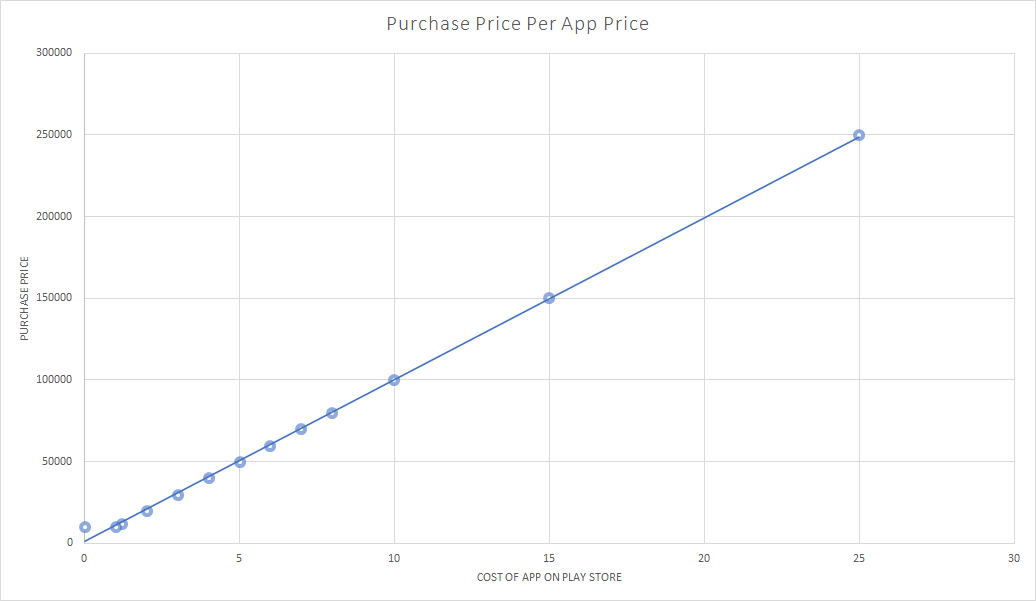 Purchase Price Per App Price
300000
250000
200000
150000
100000
50000
0
PURCHASE PRICE
0 5 10 15 20 25 30
COST OF APP ON PLAY STORE